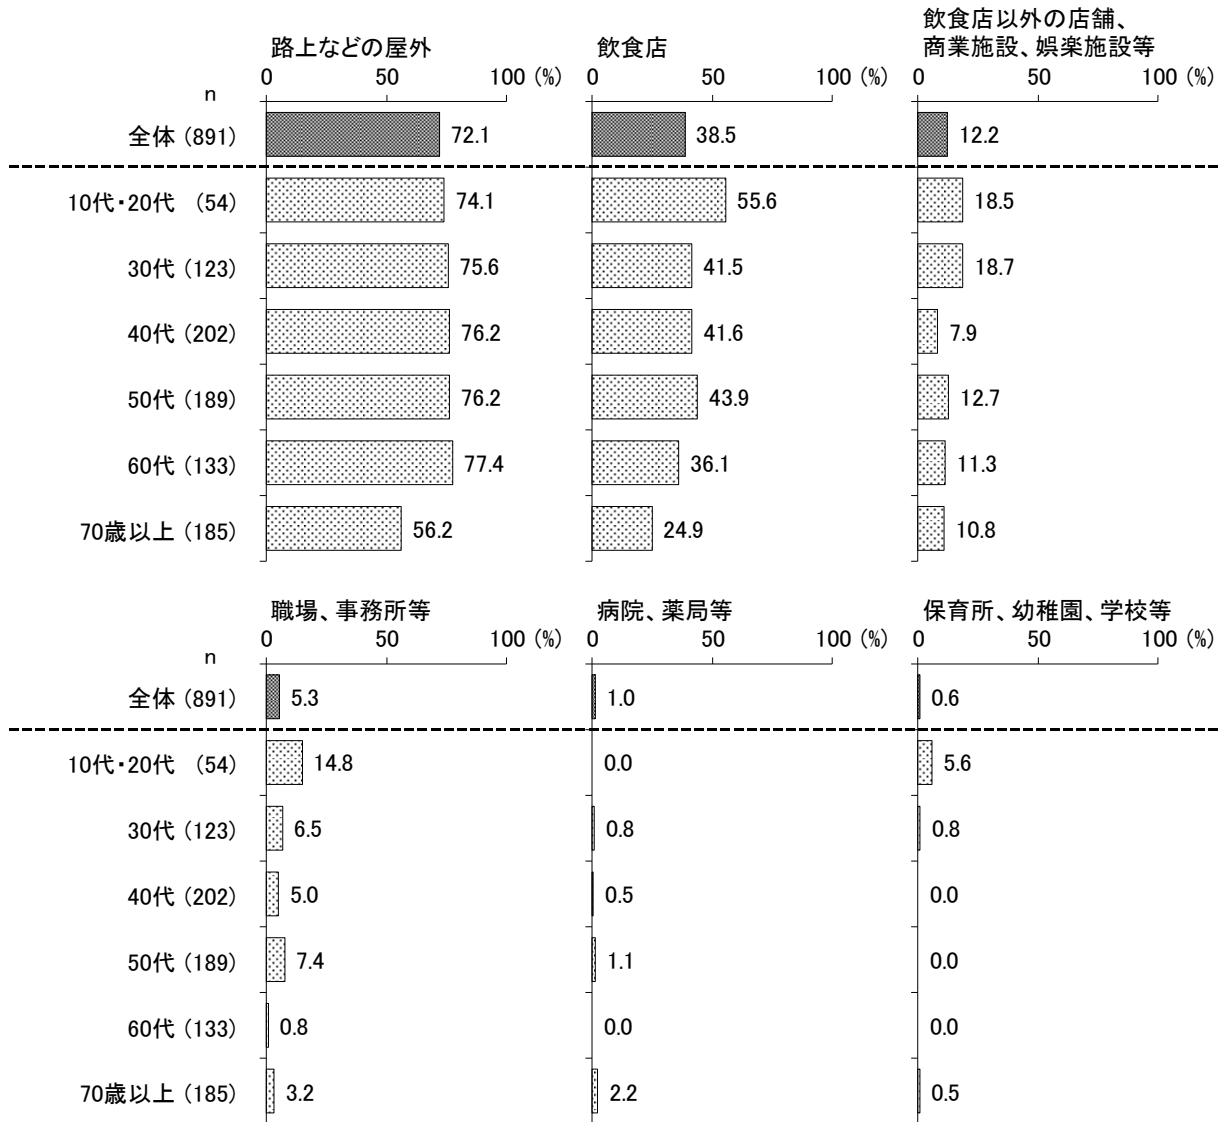 飲食店以外の店舗、
路上などの屋外 飲食店 商業施設、娯楽施設等
0 50 100 (%) 0 50 100 (%) 0 50 100 (%)
n
全体 (891) 72.1 38.5 12.2
10代・20代 (54) 74.1 55.6 18.5
30代 (123) 75.6 41.5 18.7
40代 (202) 76.2 41.6 7.9
50代 (189) 76.2 43.9 12.7
60代 (133) 77.4 36.1 11.3
70歳以上 (185) 56.2 24.9 10.8
職場、事務所等 病院、薬局等 保育所、幼稚園、学校等
0 50 100 (%) 0 50 100 (%) 0 50 100 (%)
n
全体 (891) 5.3 1.0 0.6
10代・20代 (54) 14.8 0.0 5.6
30代 (123) 6.5 0.8 0.8
40代 (202) 5.0 0.5 0.0
50代 (189) 7.4 1.1 0.0
60代 (133) 0.8 0.0 0.0
70歳以上 (185) 3.2 2.2 0.5